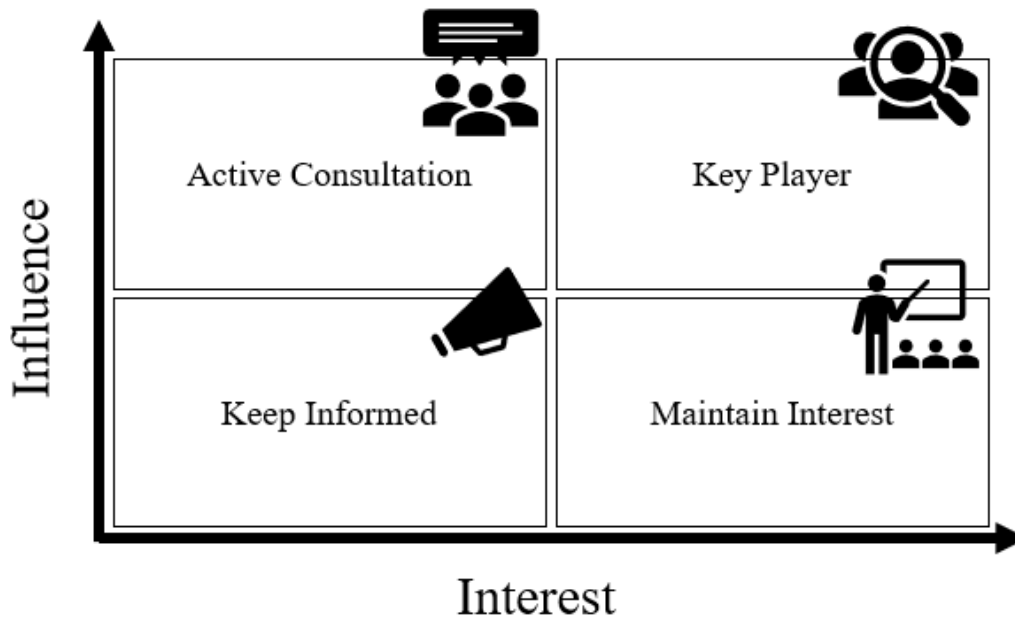 Influence
Active Consultation
Key Player
Keep Informed
Maintain Interest
Interest